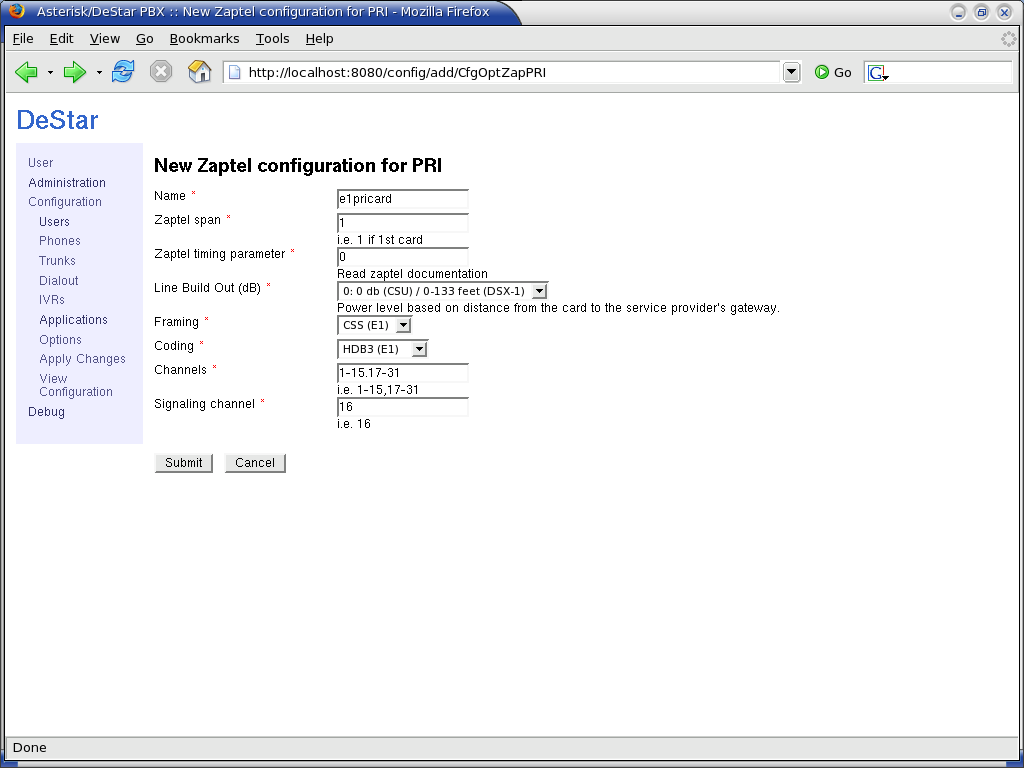 Asterisk/DeStar PBX :: New Zaptel configuration for PRI - Mozilla Firefox
File Edit View Go Bookmarks Tools Help
http://localhost:8080/config/add/CfgOptZapPRI Go G
DeStar
User
Administration
Configuration
Users
Phones
Trunks
Dialout
IVRs
Applications
Options
Apply Changes
View
Configuration
Debug
New Zaptel configuration for PRI
Name * e1pricard
Zaptel span * 1
i.e. 1 if 1st card
Zaptel timing parameter * 0
Read zaptel documentation
Line Build Out (dB) * 0: 0 db (CSU) / 0-133 feet (DSX-1)
Power level based on distance from the card to the service provider's gateway.
Framing * CSS (E1)
Coding * HDB3 (E1)
Channels * 1-15.17-31
i.e. 1-15,17-31
Signaling channel * 16
i.e. 16
Submit Cancel
Done